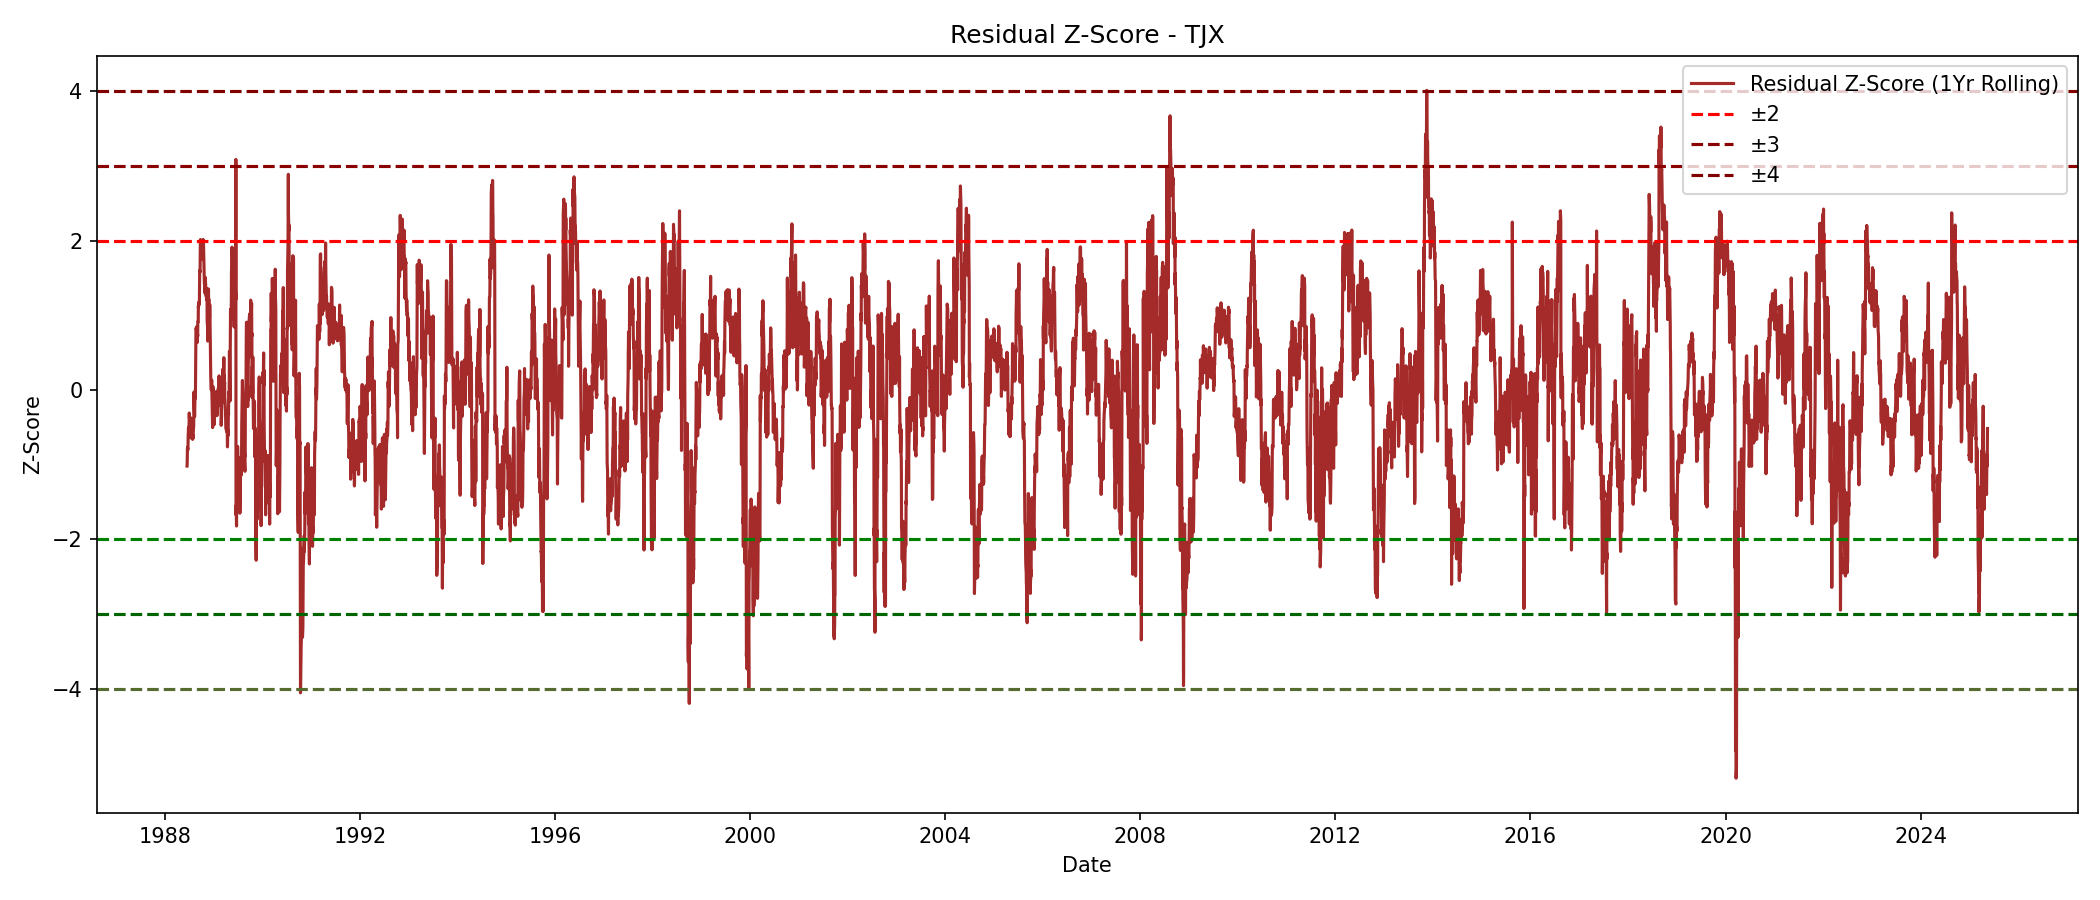 Residual Z-Score - TJX
Residual Z-Score (1Yr Rolling)
±2
±3
±4
Z-Score
4
2
0
−2
−4
1988 1992 1996 2000 2004 2008 2012 2016 2020 2024
Date